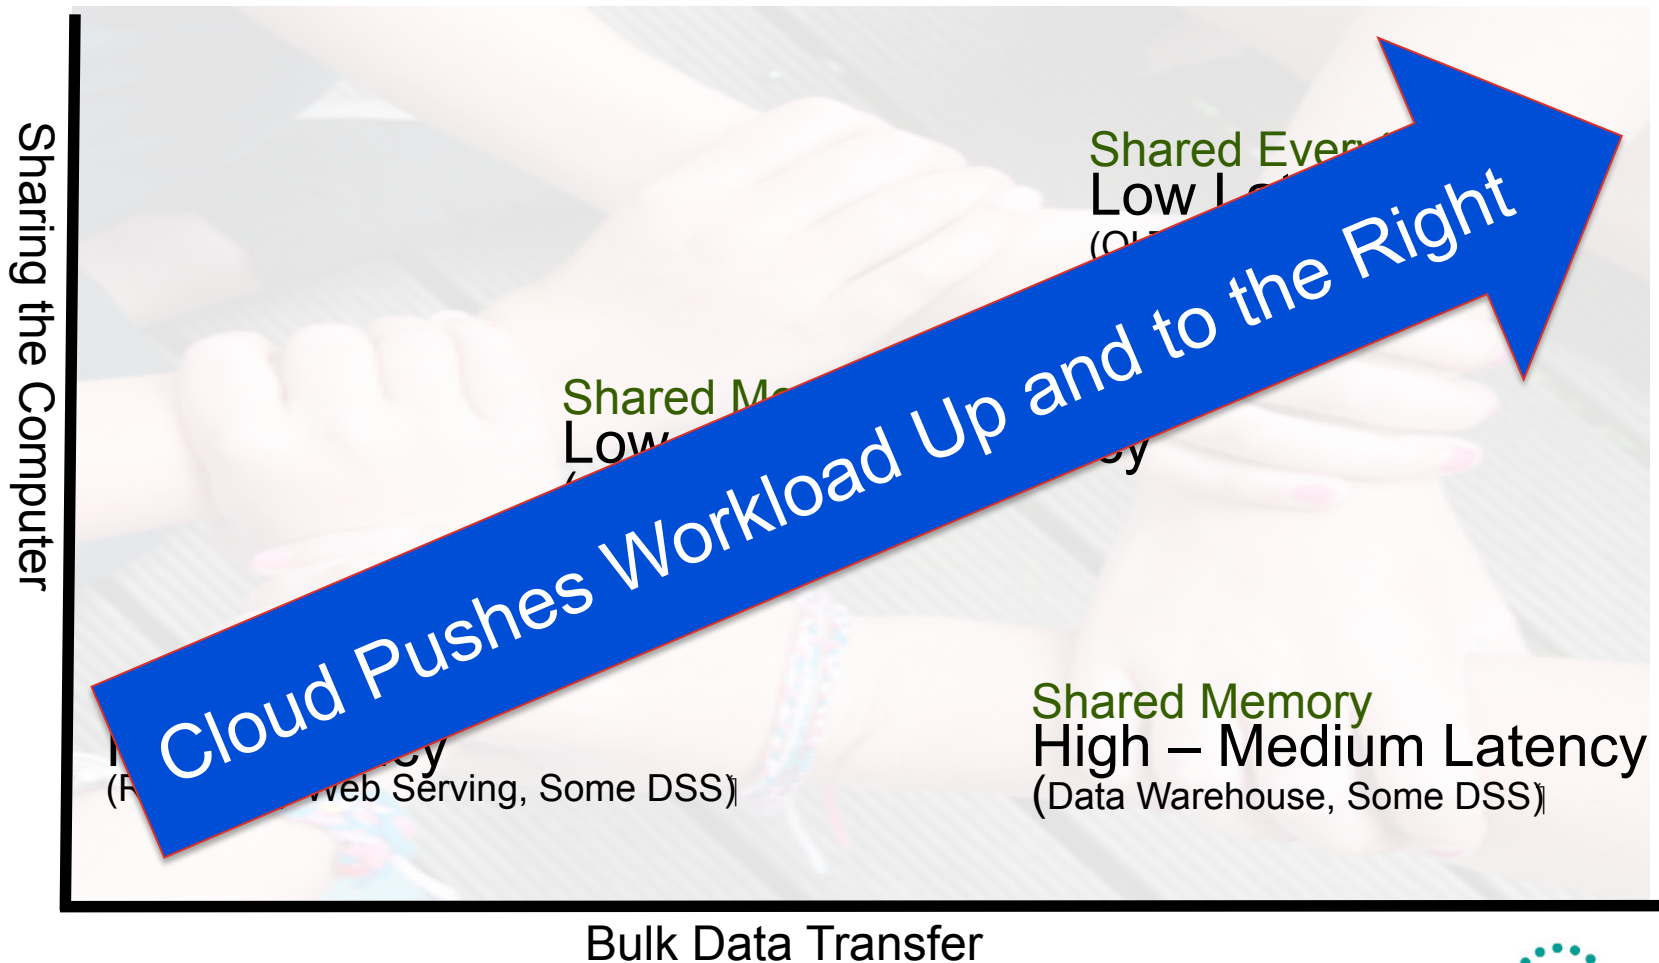 Sharing the Computer
Shared
Low
Cloud Pushes Workload Up and to the Right
Shared
Low
Shared Memory
High – Medium Latency
(Data Warehouse, Some DSS)
Web Serving, Some DSS)
Bulk Data Transfer